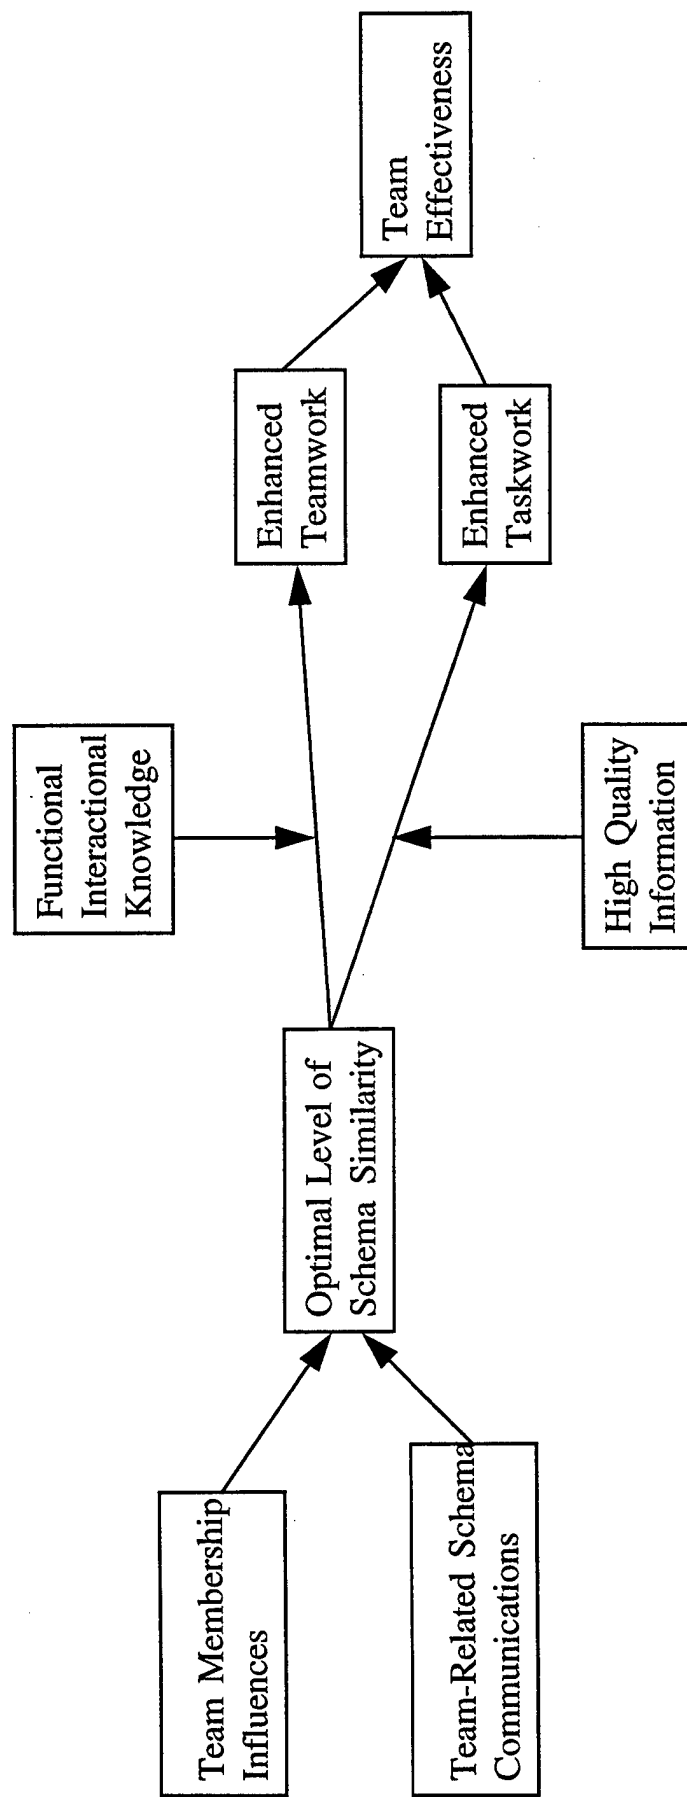 Team Membership
Influences
Team-Related Schema
Communications
Optimal Level of
Schema Similarity
Functional
Interactional
Knowledge
High Quality
Information
Enhanced
Teamwork
Enhanced
Taskwork
Team
Effectiveness